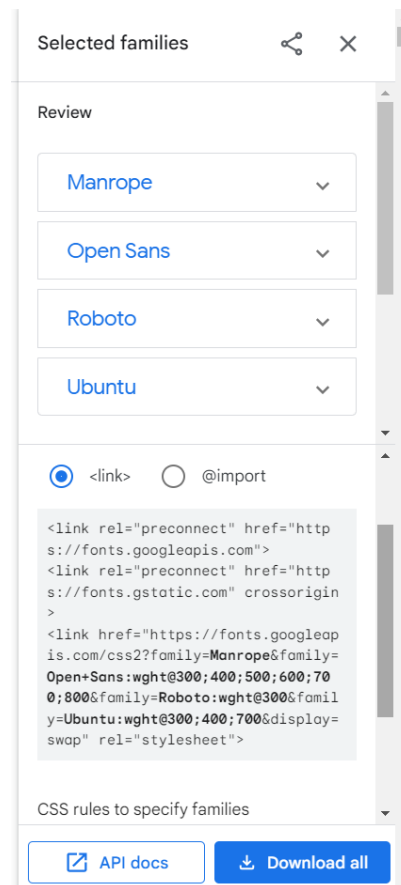 Selected families
Review
Manrope
Open Sans
Roboto
Ubuntu
<link> @import
<link rel="preconnect" href="http
s://fonts.googleapis.com">
<link rel="preconnect" href="http
s://fonts.gstatic.com" crossorigin
>
<link href="https://fonts.googleap
is.com/css2?family=Manrope&family=
Open+Sans:wght@300;400;500;600;70
0;800&family=Roboto:wght@300&famil
y=Ubuntu:wght@300;400;700&display=
swap" rel="stylesheet">
CSS rules to specify families
API docs
Download all